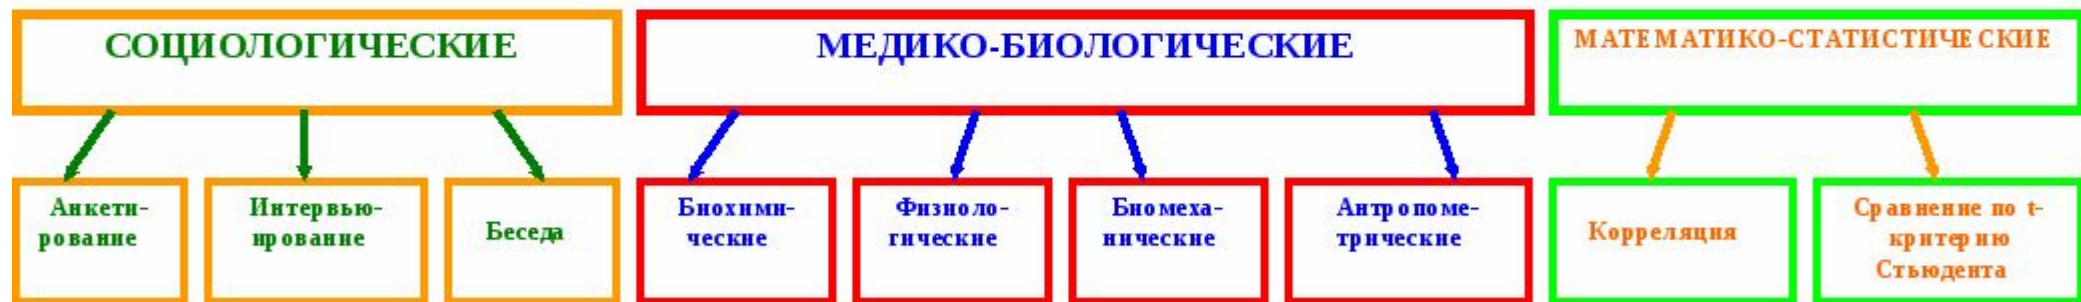 СОЦИОЛОГИЧЕСКИЕ
МЕДИКО-БИОЛОГИЧЕСКИЕ
МАТЕМАТИКО-СТАТИСТИЧЕСКИЕ
Анкети-
рование
Интервью-
ирование
Беседа
Биохими-
ческие
Физиоло-
гические
Биомеха-
нические
Антропоме-
трические
Корреляция
Сравнение по t-
критерию
Стьюдента